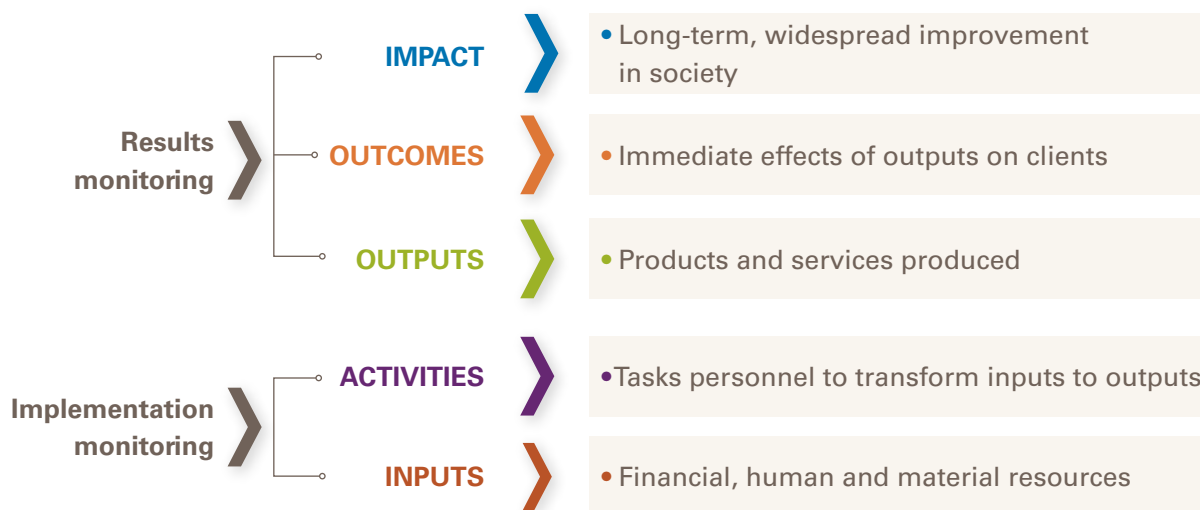 Results
monitoring
IMPACT
• Long-term, widespread improvement
in society
OUTCOMES
• Immediate effects of outputs on clients
OUTPUTS
• Products and services produced
Implementation
monitoring
ACTIVITIES
•Tasks personnel to transform inputs to outputs
INPUTS
• Financial, human and material resources